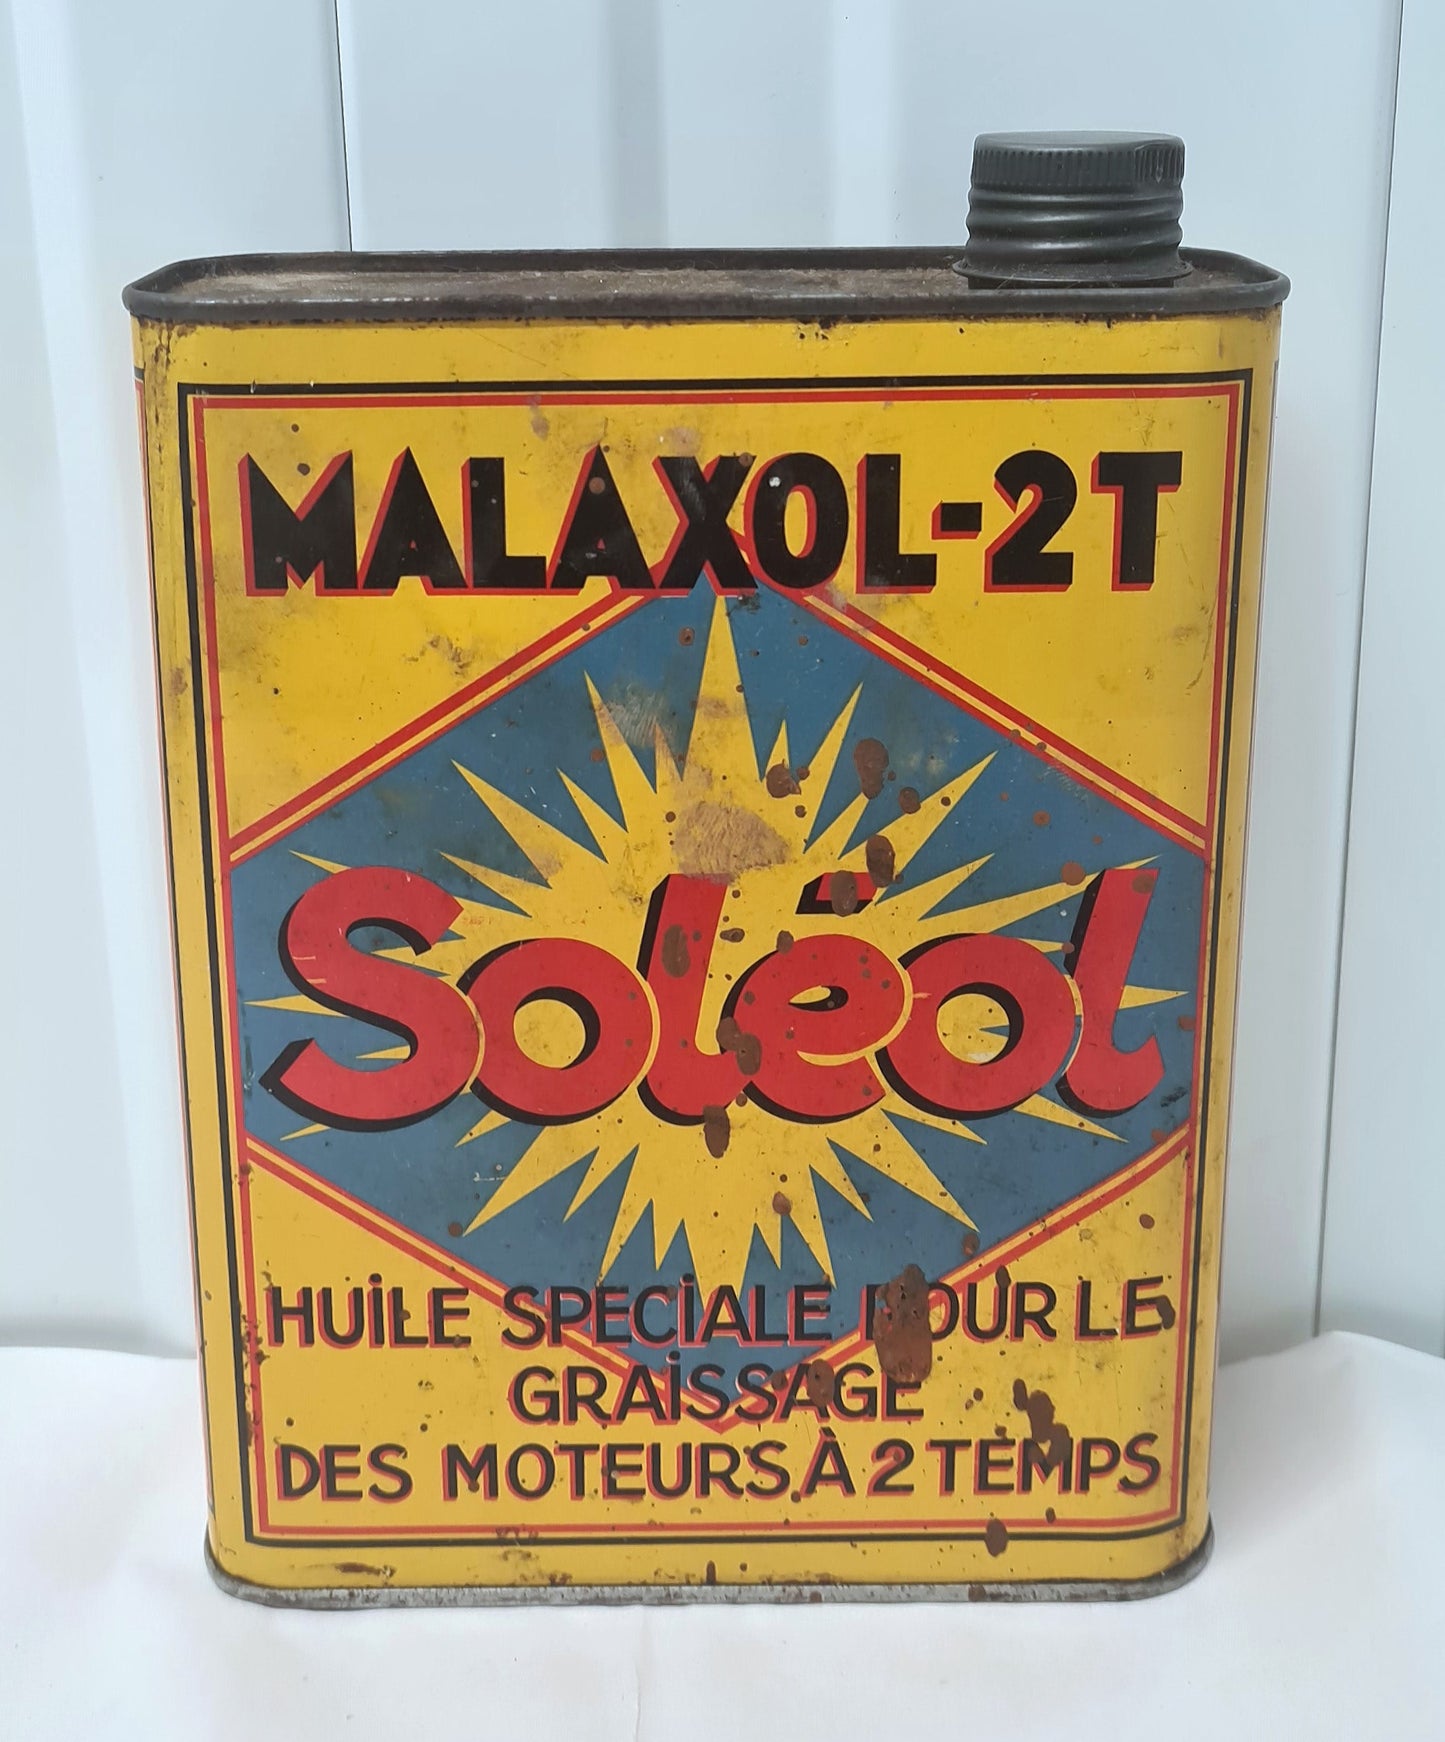 MALAXOL-2T
Soléol
HUiLE SPECiALE POUR LE
GRAiSSAGE
DES MOTEURS À 2 TEMPS